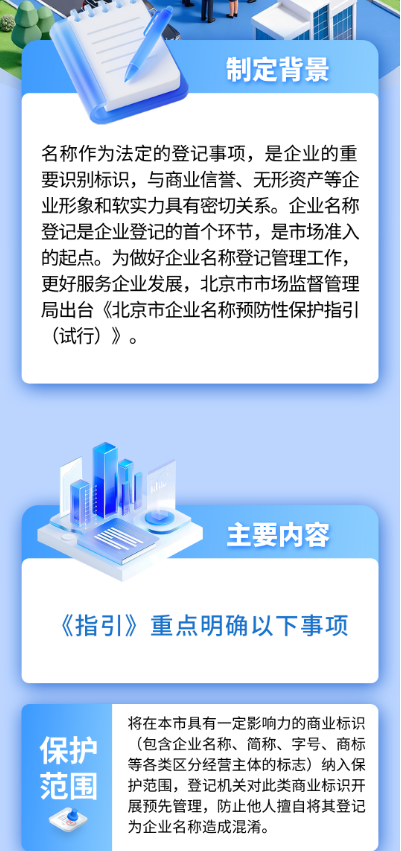 制定背景
名称作为法定的登记事项，是企业的重
要识别标识，与商业信誉、无形资产等企
业形象和软实力具有密切关系。企业名称
登记是企业登记的首个环节，是市场准入
的起点。为做好企业名称登记管理工作，
更好服务企业发展，北京市市场监督管理
局出台《北京市企业名称预防性保护指引
（试行）》。
主要内容
《指引》重点明确以下事项
保护
范围
将在本市具有一定影响力的商业标识
（包含企业名称、简称、字号、商标
等各类区分经营主体的标志）纳入保
护范围，登记机关对此类商业标识开
展预先管理，防止他人擅自将其登记
为企业名称造成混淆。